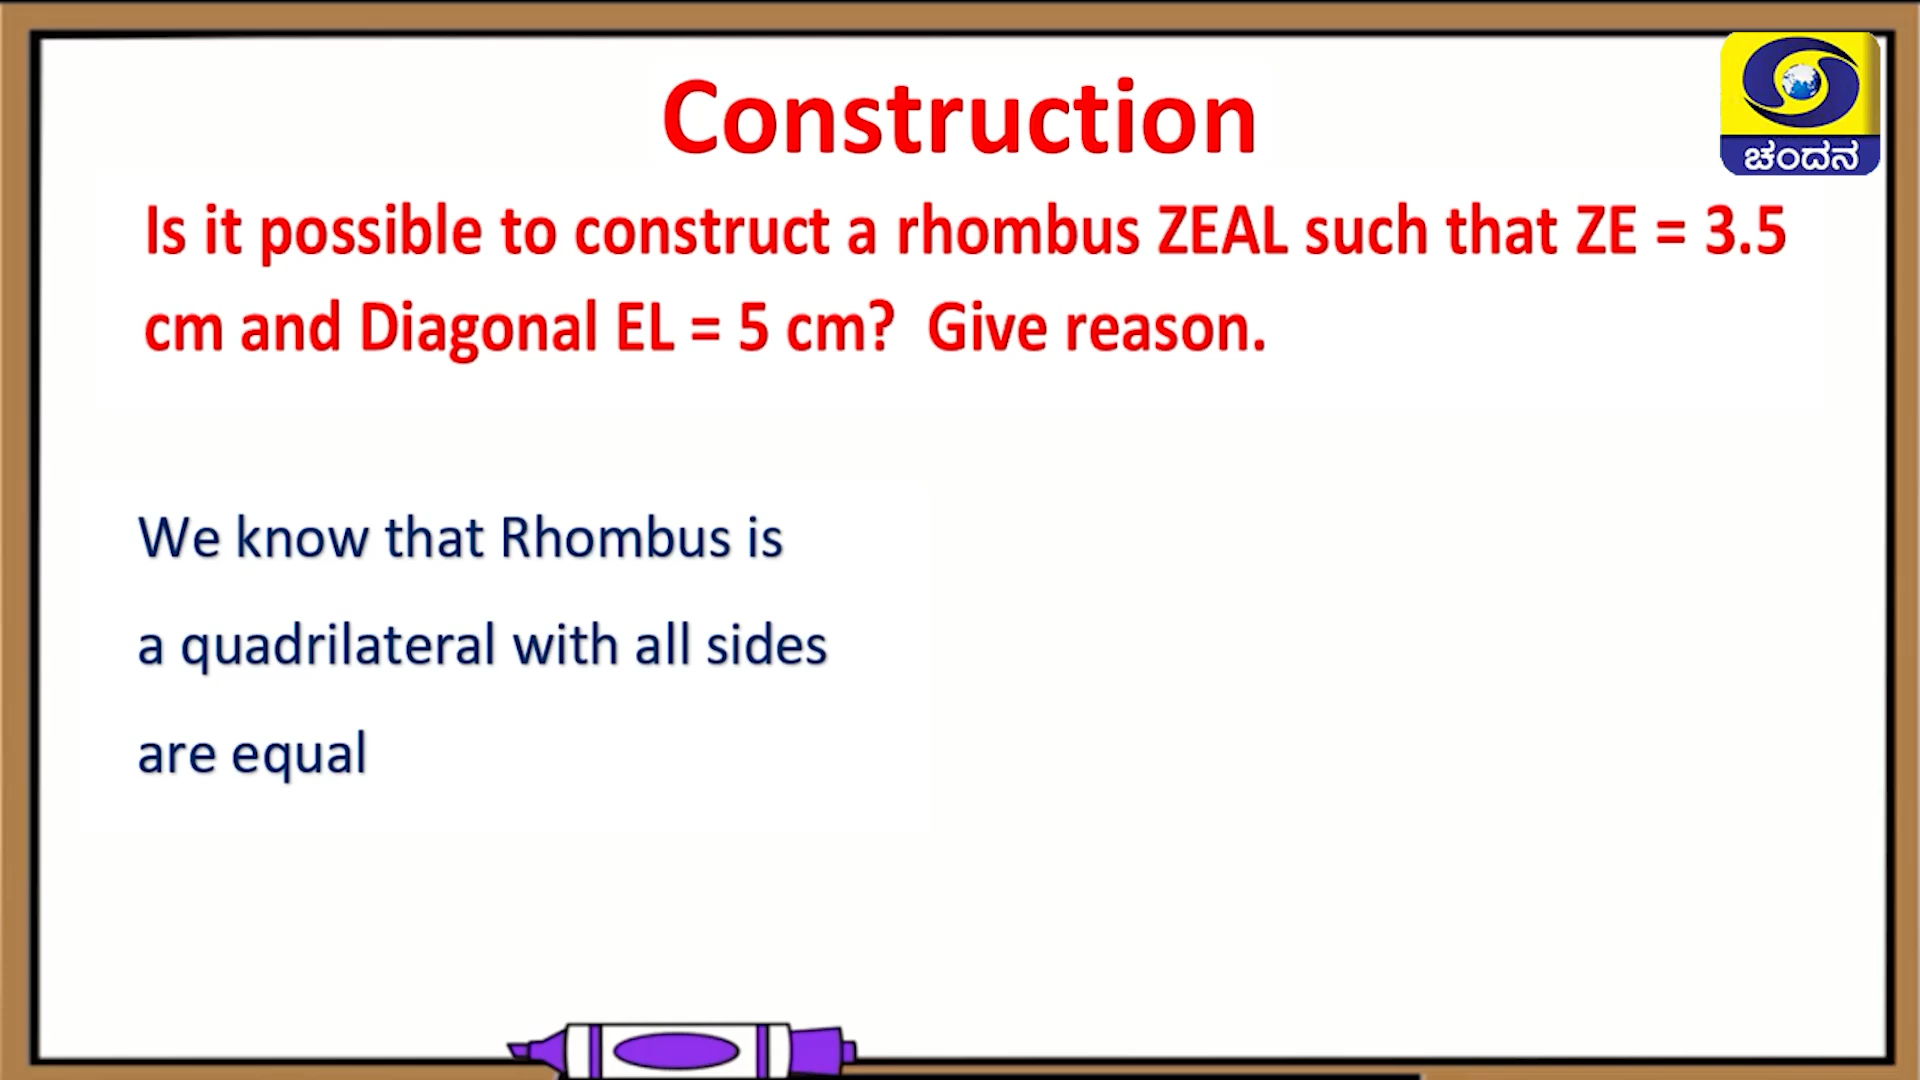 Construction
ಚಂದನ
Is it possible to construct a rhombus ZEAL such that ZE = 3.5
cm and Diagonal EL = 5 cm? Give reason.
We know that Rhombus is
a quadrilateral with all sides
are equal